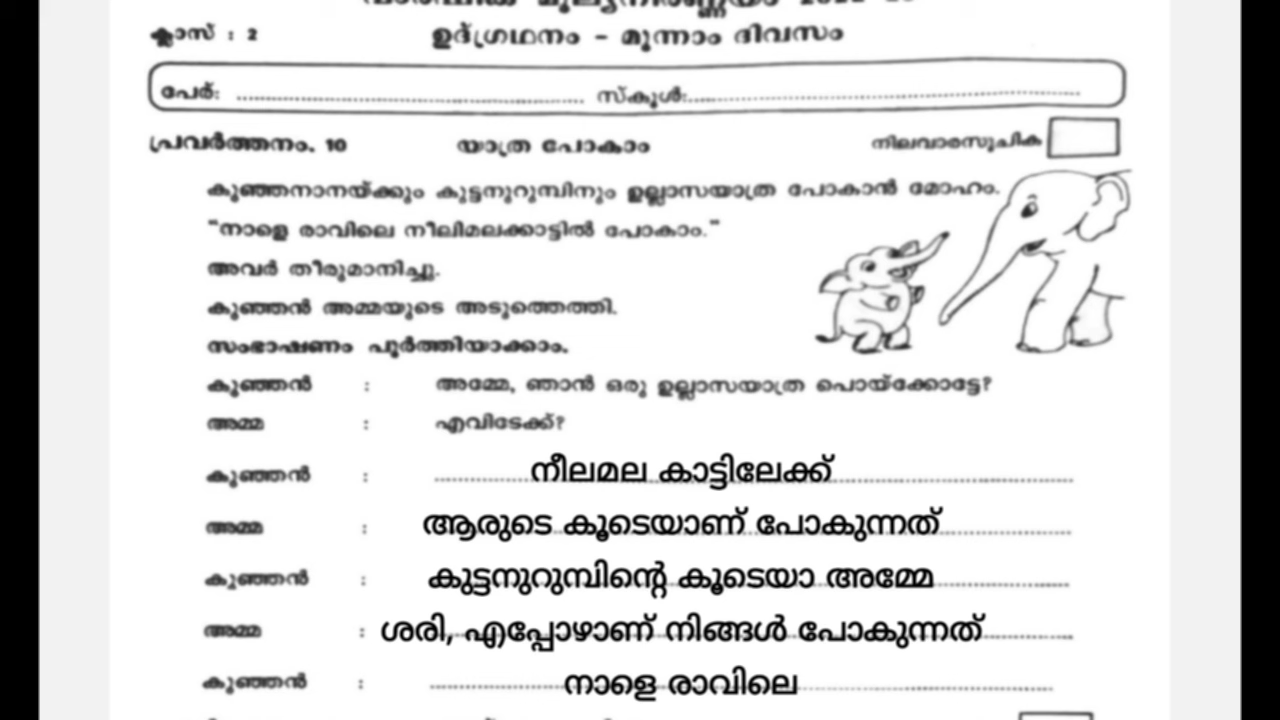 ക്ലാസ് : 2 ഉദ്ഗ്രഥനം - മൂന്നാം ദിവസം
പേര്: ............ സ്കൂൾ:............
പ്രവർത്തനം. 10 യാത്ര പോകാം നിലവാരസൂചിക
കുഞ്ഞനാനയ്ക്കും കുട്ടനുറുമ്പിനും ഉല്ലാസയാത്ര പോകാൻ മോഹം.
"നാളെ രാവിലെ നീലിമലക്കാട്ടിൽ പോകാം."
അവർ തീരുമാനിച്ചു.
കുഞ്ഞൻ അമ്മയുടെ അടുത്തെത്തി.
സംഭാഷണം പൂർത്തിയാക്കാം.
കുഞ്ഞൻ : അമ്മേ, ഞാൻ ഒരു ഉല്ലാസയാത്ര പൊയ്ക്കോട്ടേ?
അമ്മ : എവിടേക്ക്?
കുഞ്ഞൻ : നീലമല കാട്ടിലേക്ക്
അമ്മ : ആരുടെ കൂടെയാണ് പോകുന്നത്
കുഞ്ഞൻ : കുട്ടനുറുമ്പിന്റെ കൂടെയാ അമ്മേ
അമ്മ : ശരി, എപ്പോഴാണ് നിങ്ങൾ പോകുന്നത്
കുഞ്ഞൻ : നാളെ രാവിലെ